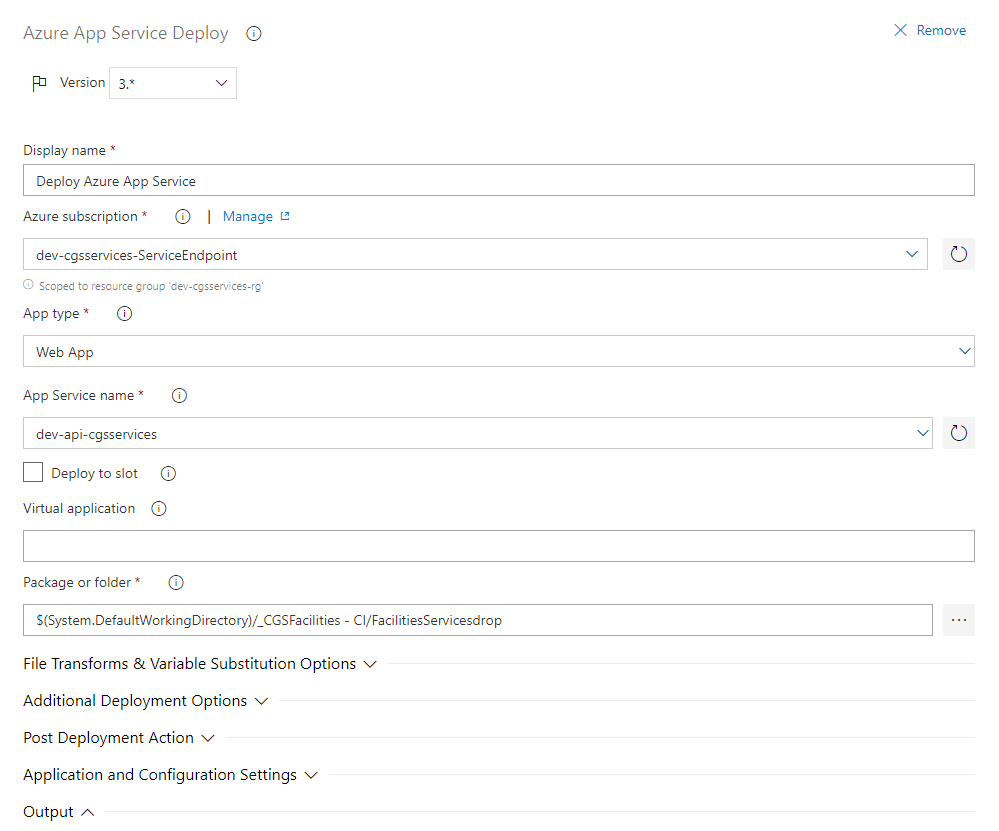 Azure App Service Deploy
Remove
Version 3.*
Display name *
Deploy Azure App Service
Azure subscription * | Manage
dev-cgsservices-ServiceEndpoint
Scoped to resource group 'dev-cgsservices-rg'
App type *
Web App
App Service name *
dev-api-cgsservices
Deploy to slot
Virtual application
Package or folder *
$(System.DefaultWorkingDirectory)/_CGSFacilities - CI/FacilitiesServicesdrop
File Transforms & Variable Substitution Options
Additional Deployment Options
Post Deployment Action
Application and Configuration Settings
Output